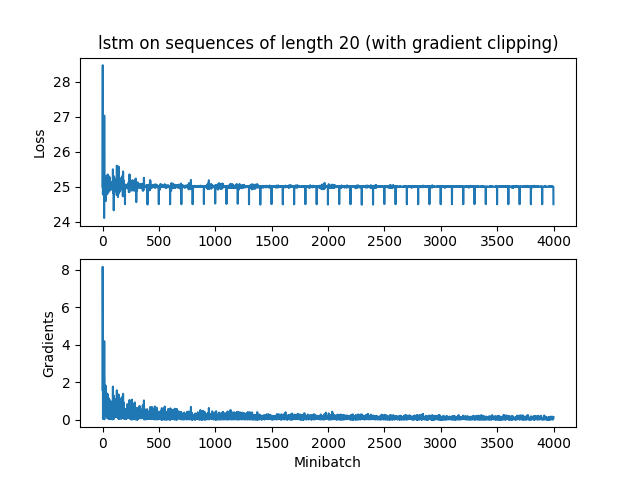 lstm on sequences of length 20 (with gradient clipping)
28
27
26
25
24
Loss
0 500 1000 1500 2000 2500 3000 3500 4000
8
6
4
2
0
Gradients
0 500 1000 1500 2000 2500 3000 3500 4000
Minibatch